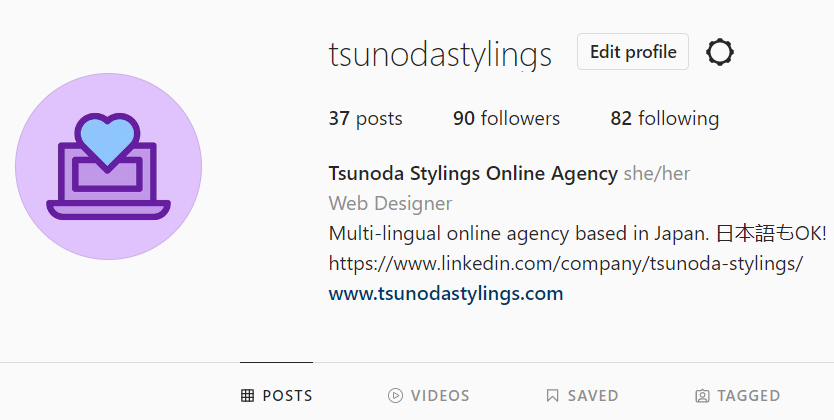 tsunodastylings Edit profile
37 posts 90 followers 82 following
Tsunoda Stylings Online Agency she/her
Web Designer
Multi-lingual online agency based in Japan. 日本語もOK!
https://www.linkedin.com/company/tsunoda-stylings/
www.tsunodastylings.com
POSTS VIDEOS SAVED TAGGED